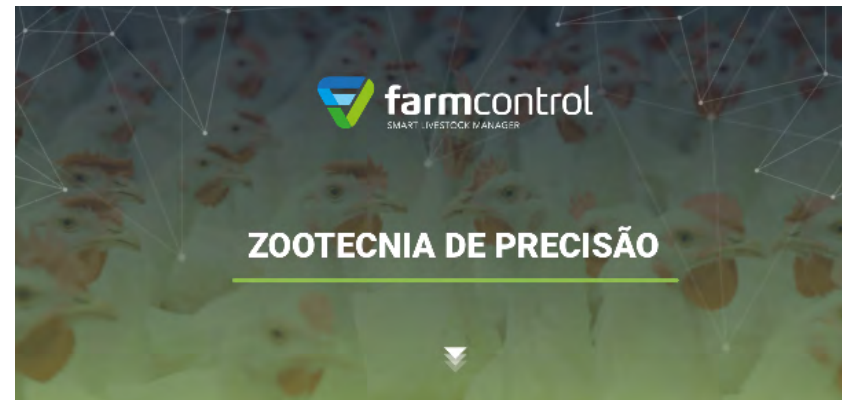 farmcontrol
SMART LIVESTOCK MANAGER
ZOOTECNIA DE PRECISÃO